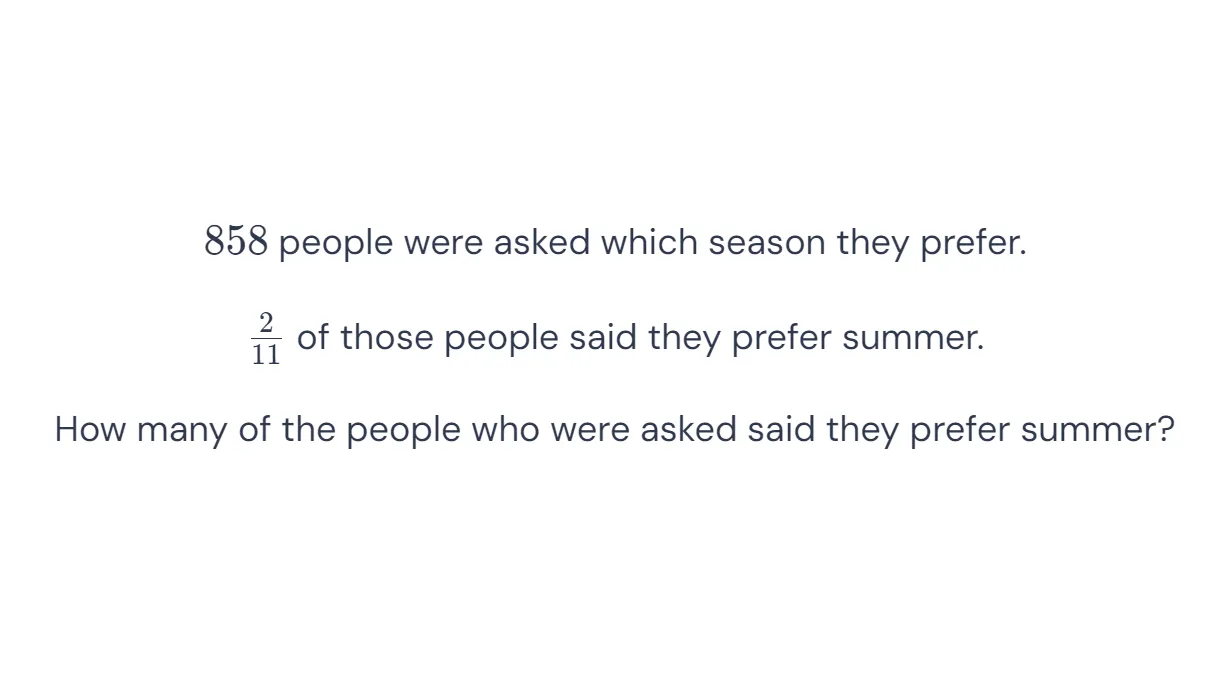 858 people were asked which season they prefer.
2/11 of those people said they prefer summer.
How many of the people who were asked said they prefer summer?